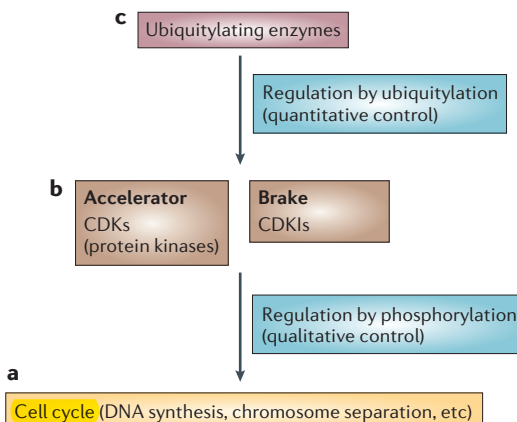 c
Ubiquitylating enzymes
Regulation by ubiquitylation
(quantitative control)
b
Accelerator
CDKs
(protein kinases)
Brake
CDKIs
Regulation by phosphorylation
(qualitative control)
a
Cell cycle (DNA synthesis, chromosome separation, etc)